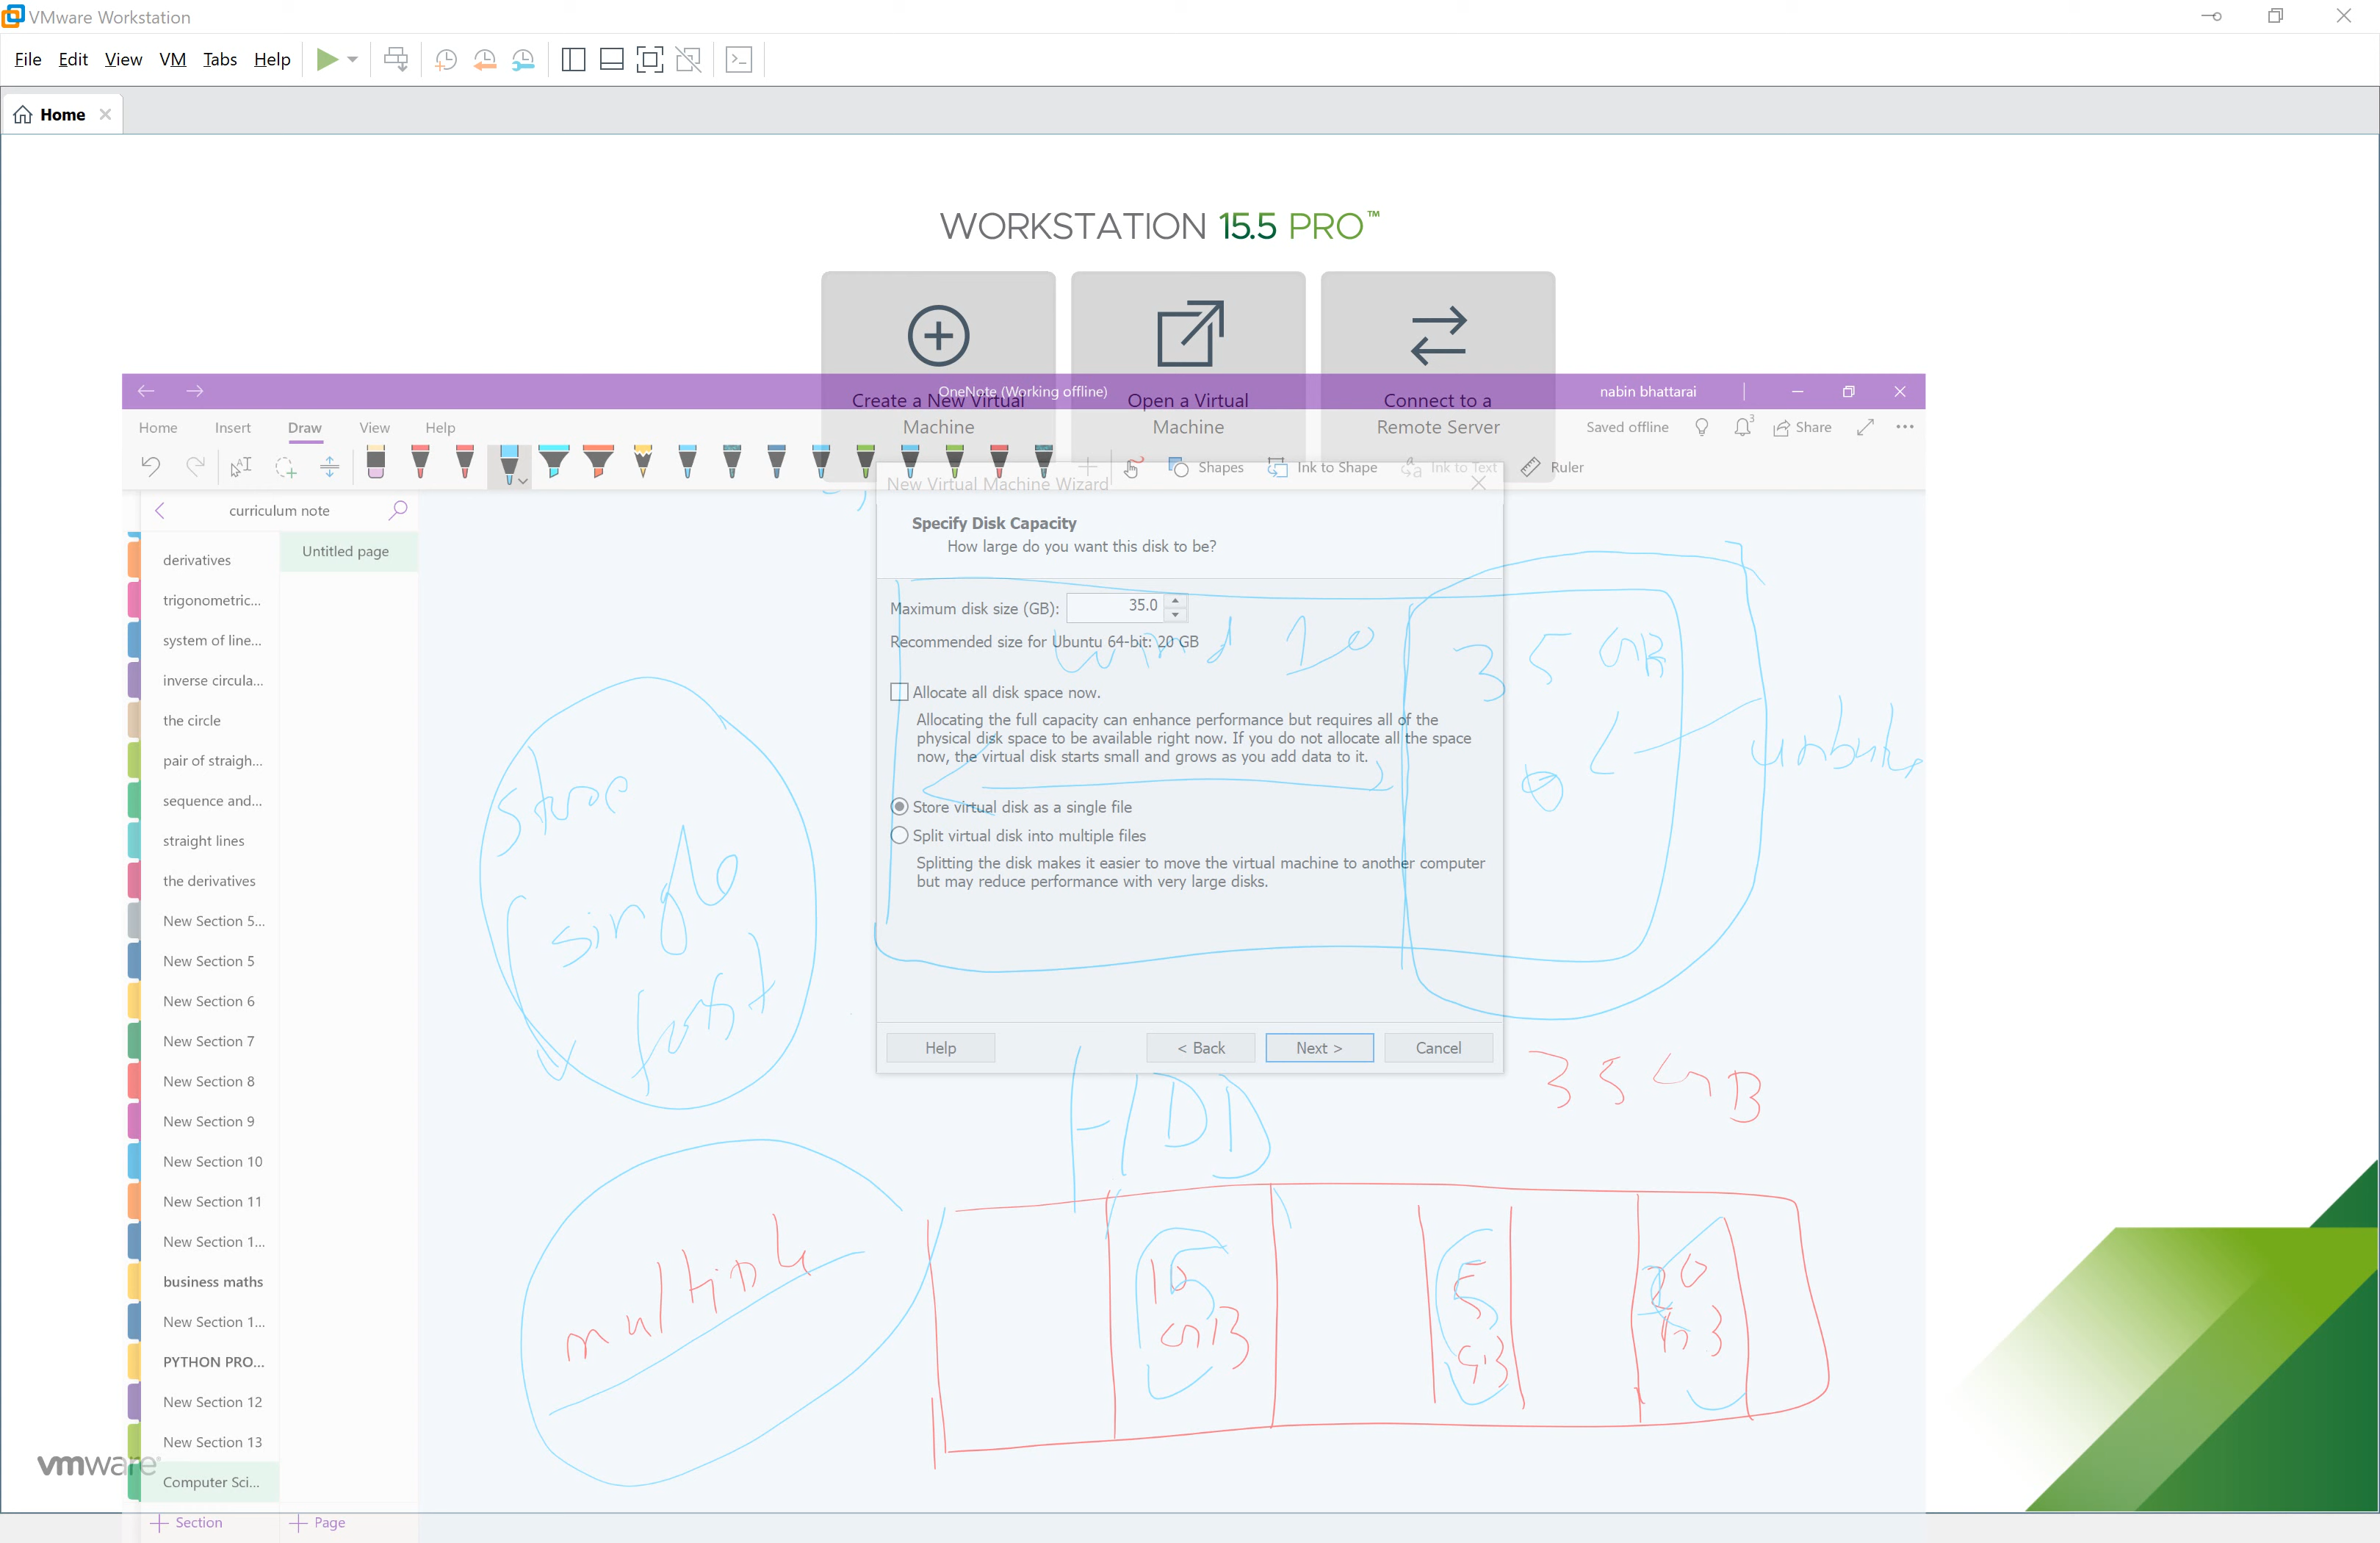 VMware Workstation
File Edit View VM Tabs Help
Home
WORKSTATION 15.5 PRO™
Create a New Virtual Machine
Open a Virtual Machine
Connect to a Remote Server
OneNote (Working offline)
nabin bhattarai
Home Insert Draw View Help
Saved offline
3
Share
Shapes
Ink to Shape
Ink to Text
Ruler
curriculum note
Untitled page
derivatives
trigonometric...
system of line...
inverse circula...
the circle
pair of straigh...
sequence and...
straight lines
the derivatives
New Section 5...
New Section 5
New Section 6
New Section 7
New Section 8
New Section 9
New Section 10
New Section 11
New Section 1...
business maths
New Section 1...
PYTHON PRO...
New Section 12
New Section 13
Computer Sci...
Section
Page
New Virtual Machine Wizard
Specify Disk Capacity
How large do you want this disk to be?
Maximum disk size (GB): 35.0
Recommended size for Ubuntu 64-bit: 20 GB
Allocate all disk space now.
Allocating the full capacity can enhance performance but requires all of the
physical disk space to be available right now. If you do not allocate all the space
now, the virtual disk starts small and grows as you add data to it.
Store virtual disk as a single file
Split virtual disk into multiple files
Splitting the disk makes it easier to move the virtual machine to another computer
but may reduce performance with very large disks.
Help
< Back
Next >
Cancel
wind 10
35 GB
single
HDD
35 GB
multiple
10 GB
5 GB
20
vmware®